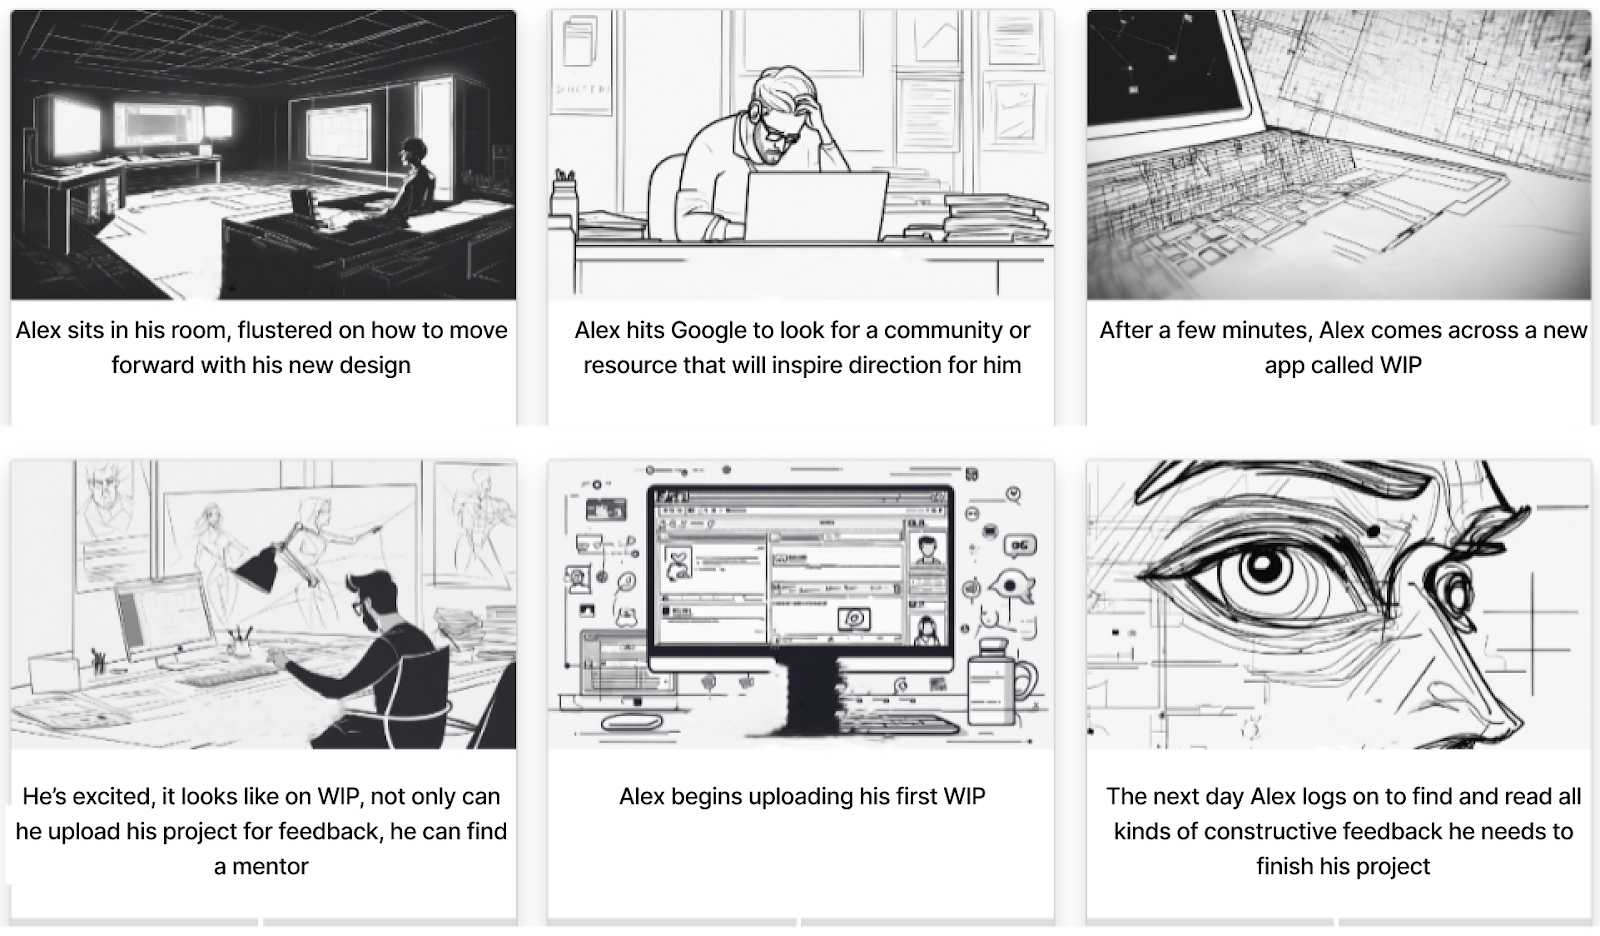 Alex sits in his room, flustered on how to move
forward with his new design
Alex hits Google to look for a community or
resource that will inspire direction for him
After a few minutes, Alex comes across a new
app called WIP
He's excited, it looks like on WIP, not only can
he upload his project for feedback, he can find
a mentor
Alex begins uploading his first WIP
The next day Alex logs on to find and read all
kinds of constructive feedback he needs to
finish his project